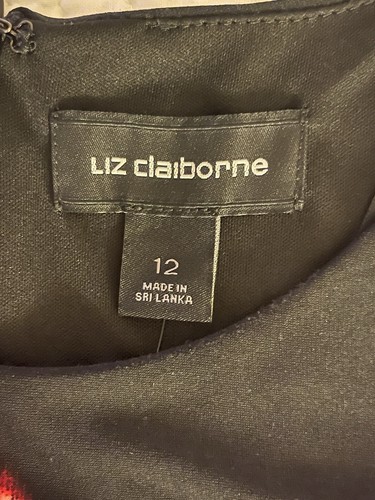 Liz claiborne
12
MADE IN
SRI LANKA